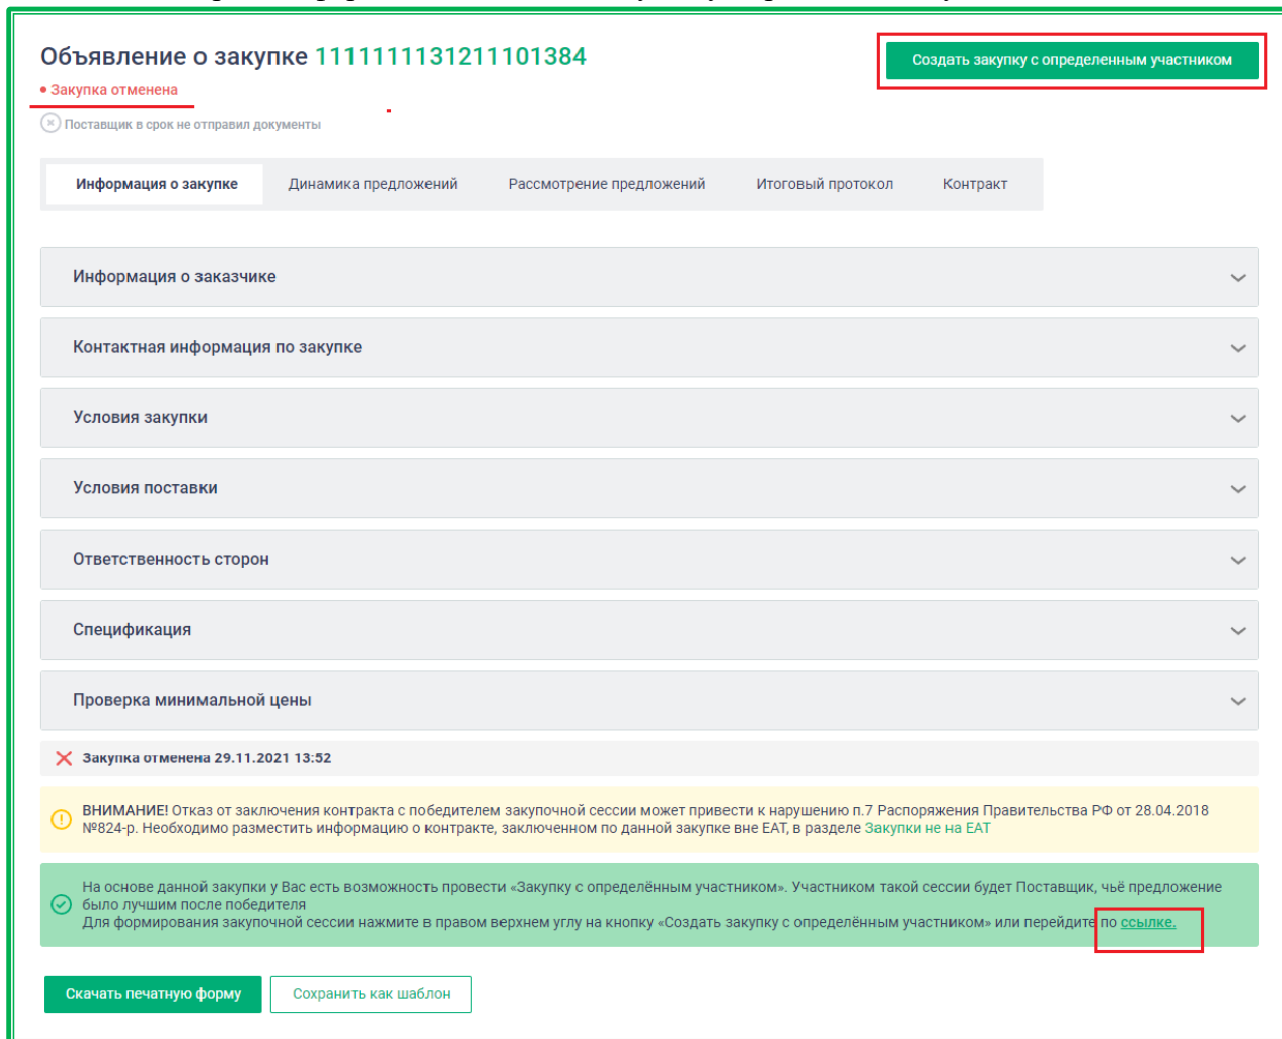 Объявление о закупке 1111111131211101384
Создать закупку с определенным участником
Закупка отменена
Поставщик в срок не отправил документы
Информация о закупке
Динамика предложений
Рассмотрение предложений
Итоговый протокол
Контракт
Информация о заказчике
Контактная информация по закупке
Условия закупки
Условия поставки
Ответственность сторон
Спецификация
Проверка минимальной цены
Закупка отменена 29.11.2021 13:52
ВНИМАНИЕ! Отказ от заключения контракта с победителем закупочной сессии может привести к нарушению п.7 Распоряжения Правительства РФ от 28.04.2018
№824-р. Необходимо разместить информацию о контракте, заключенном по данной закупке вне ЕАТ, в разделе Закупки не на ЕАТ
На основе данной закупки у Вас есть возможность провести «Закупку с определённым участником». Участником такой сессии будет Поставщик, чьё предложение
было лучшим после победителя
Для формирования закупочной сессии нажмите в правом верхнем углу на кнопку «Создать закупку с определённым участником» или перейдите по ссылке.
Скачать печатную форму
Сохранить как шаблон